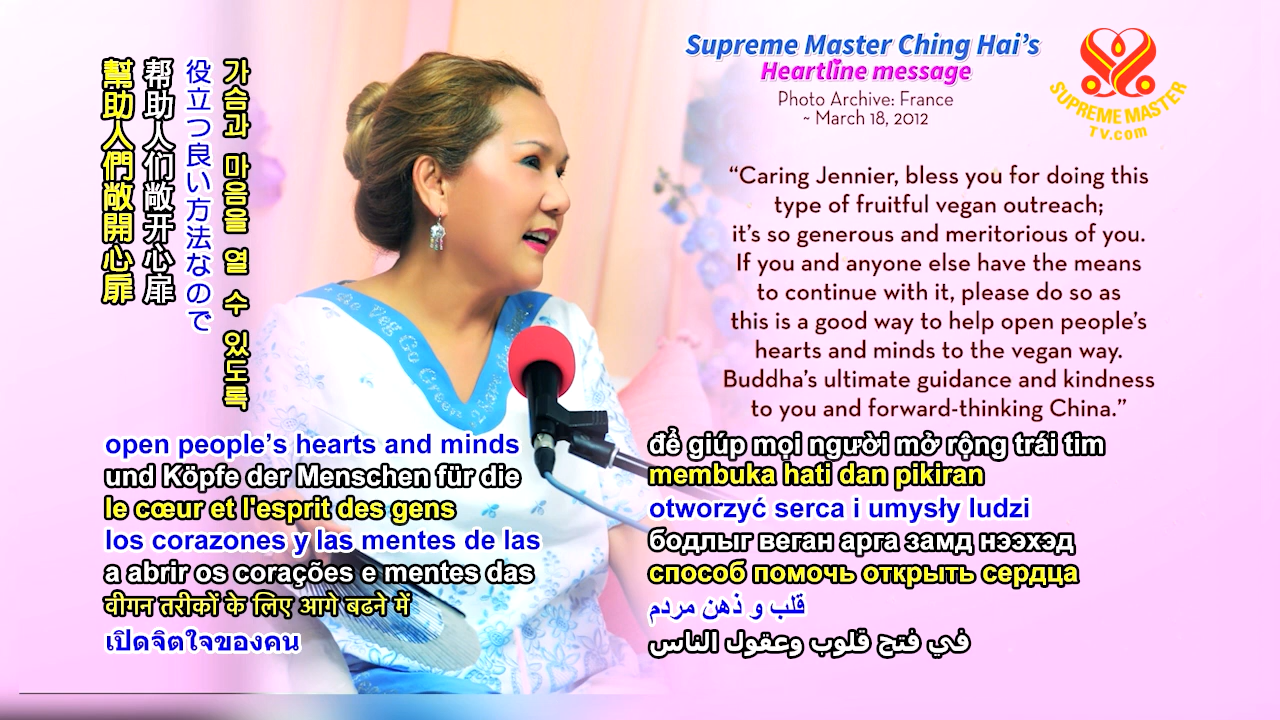 Supreme Master Ching Hai's
Heartline message
Photo Archive: France
~ March 18, 2012
SUPREME MASTER
TV.com
“Caring Jennier, bless you for doing this
type of fruitful vegan outreach;
it’s so generous and meritorious of you.
If you and anyone else have the means
to continue with it, please do so as
this is a good way to help open people’s
hearts and minds to the vegan way.
Buddha’s ultimate guidance and kindness
to you and forward-thinking China.”
가슴과 마음을 열 수 있도록
役立つ良い方法なので
帮助人们敞开心扉
幫助人們敞開心扉
open people’s hearts and minds
und Köpfe der Menschen für die
le cœur et l'esprit des gens
los corazones y las mentes de las
a abrir os corações e mentes das
वीगन तरीकों के लिए आगे बढने में
เปิดจิตใจของคน
để giúp mọi người mở rộng trái tim
membuka hati dan pikiran
otworzyć serca i umysły ludzi
бодлыг веган арга замд нээхэд
способ помочь открыть сердца
قلب و ذهن مردم
في فتح قلوب وعقول الناس